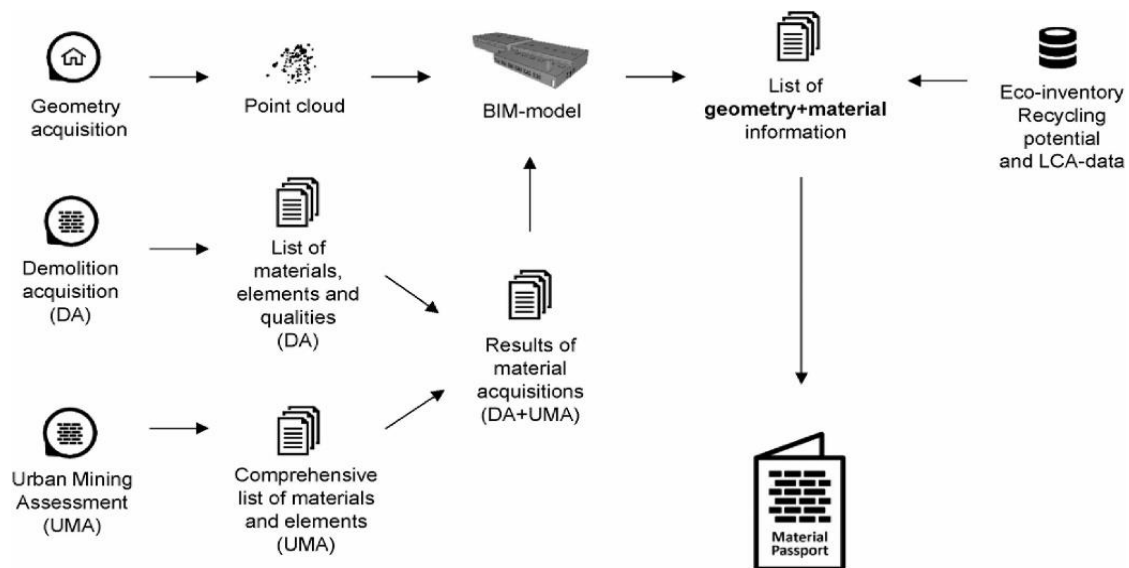 Geometry
acquisition
Point cloud
BIM-model
List of
geometry+material
information
Eco-inventory
Recycling
potential
and LCA-data
Demolition
acquisition
(DA)
List of
materials,
elements and
qualities
(DA)
Results of
material
acquisitions
(DA+UMA)
Urban Mining
Assessment
(UMA)
Comprehensive
list of materials
and elements
(UMA)
Material
Passport